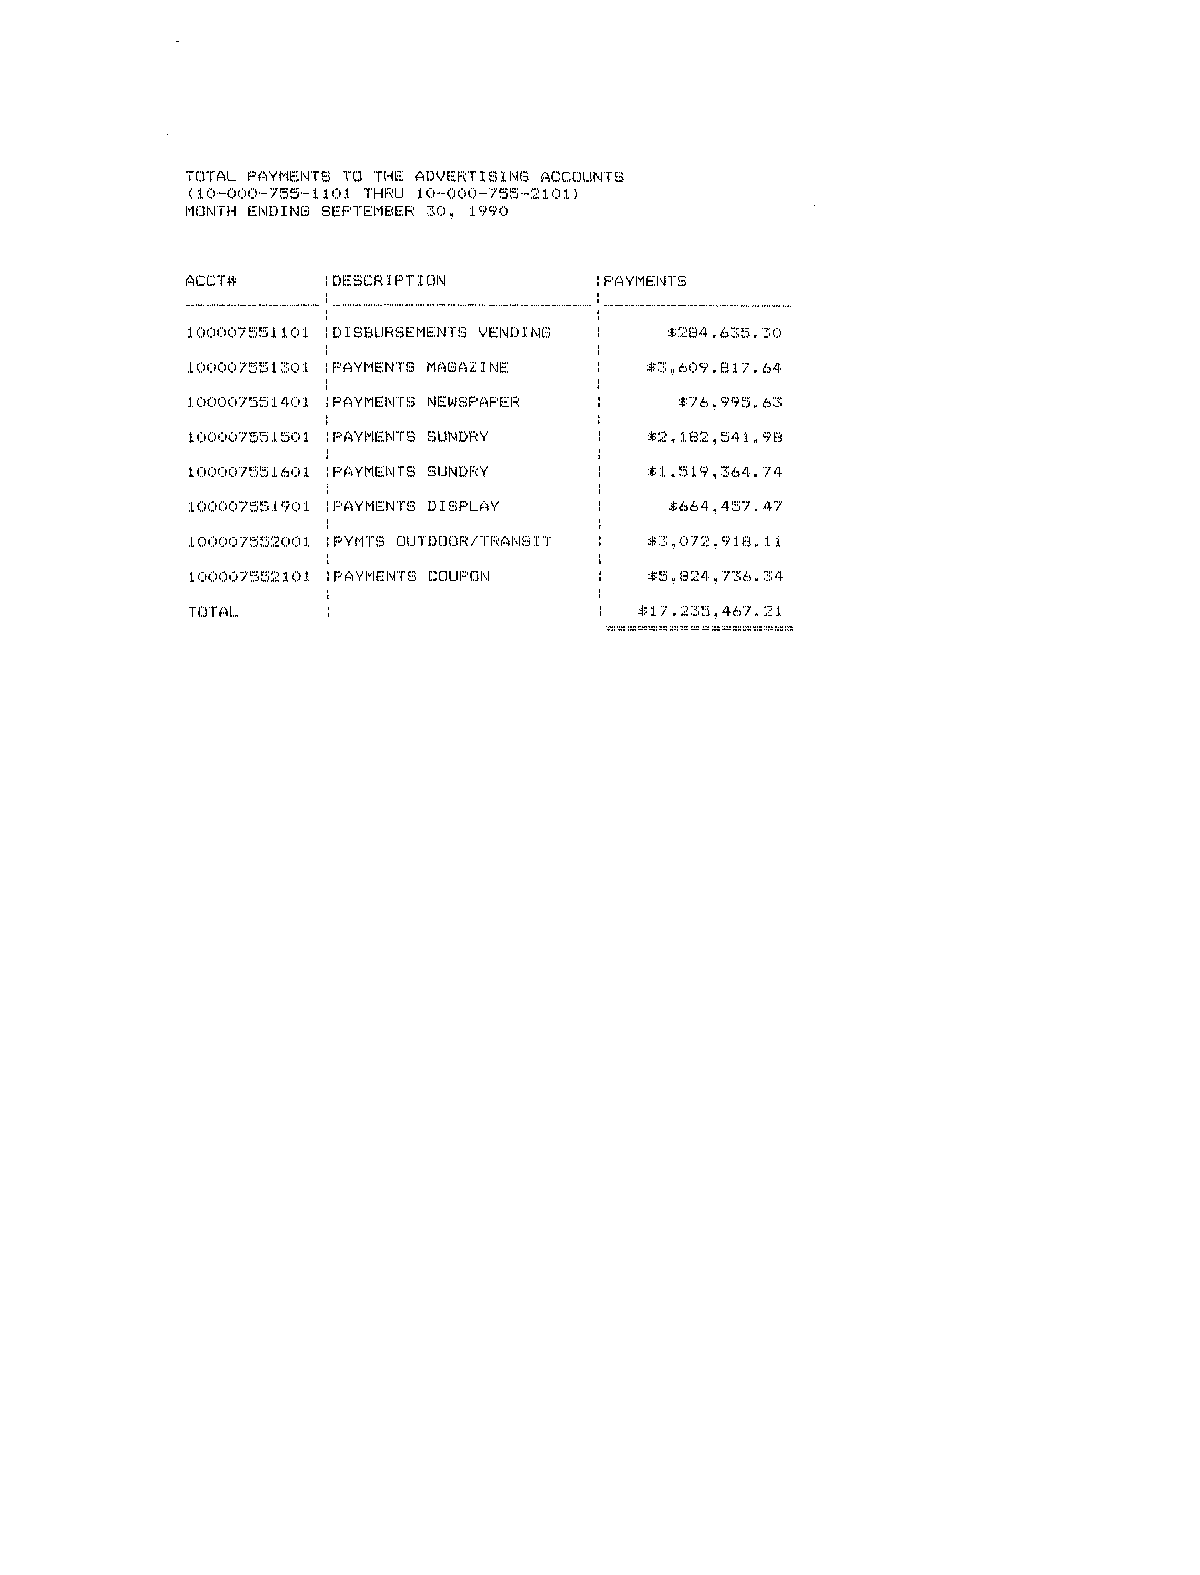 TOTAL PAYMENTS TO THE ADVERTISING ACCOUNTS
(10-000-755-1101 THRU 10-000-755-2101)
MONTH ENDING SEPTEMBER 30, 1990
ACCT# |DESCRIPTION |PAYMENTS
100007551101 |DISBURSEMENTS VENDING | $284,635.30
100007551301 |PAYMENTS MAGAZINE | $3,609,817.64
100007551401 |PAYMENTS NEWSPAPER | $76,995.63
100007551501 |PAYMENTS SUNDRY | $2,182,541.98
100007551601 |PAYMENTS SUNDRY | $1,519,364.74
100007551901 |PAYMENTS DISPLAY | $664,457.47
100007552001 |PYMTS OUTDOOR/TRANSIT | $3,072,918.11
100007552101 |PAYMENTS COUPON | $5,824,736.34
TOTAL | | $17,235,467.21